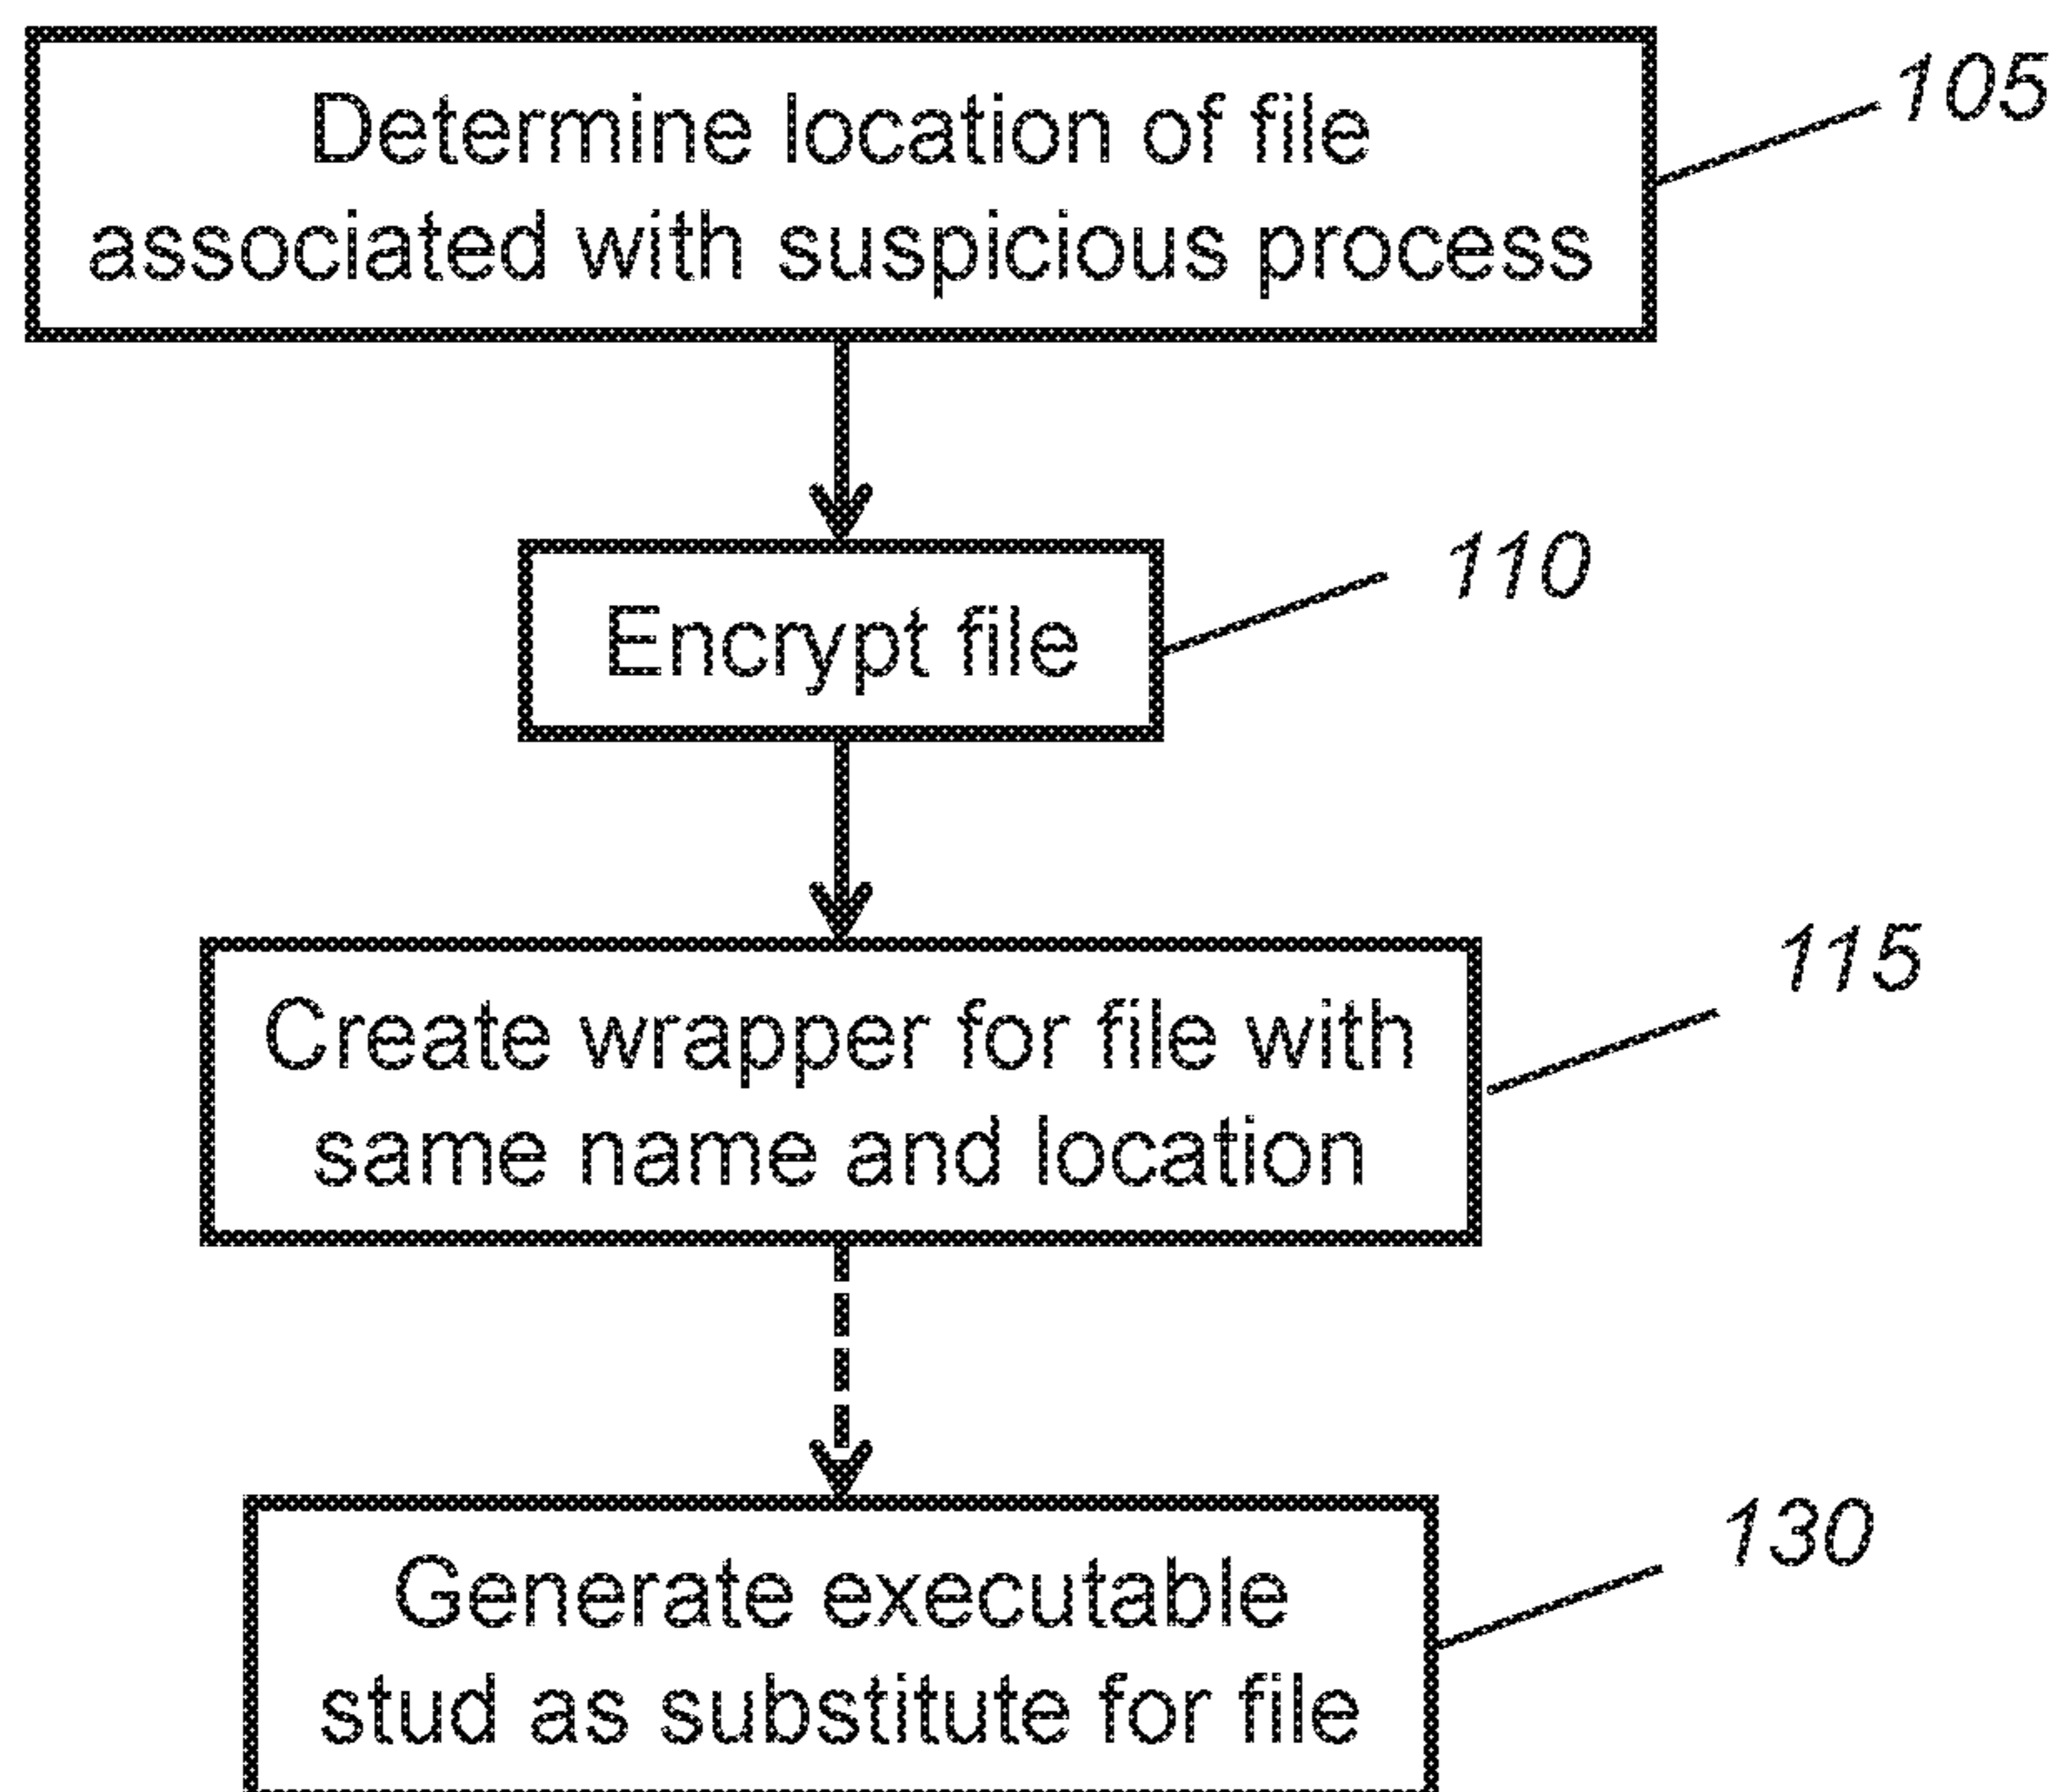 Determine location of file
associated with suspicious process
105
Encrypt file
110
Create wrapper for file with
same name and location
115
Generate executable
stud as substitute for file
130